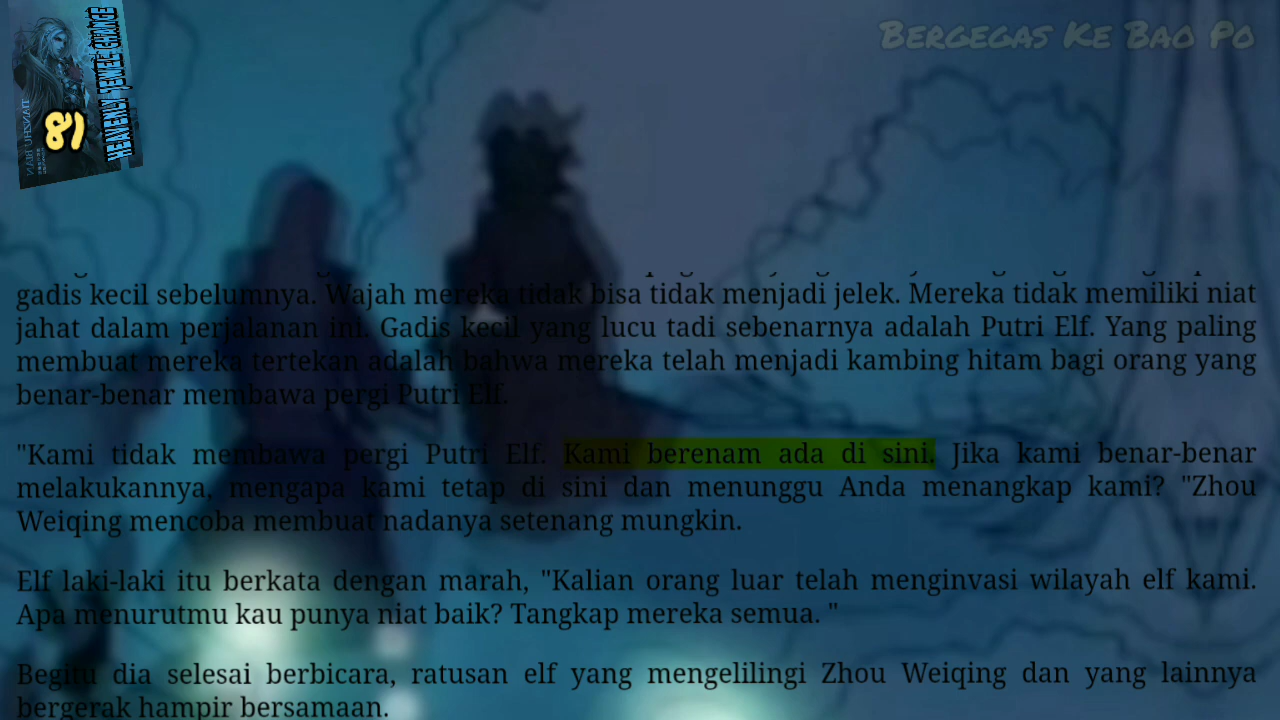 HEAVENLY JEWEL CHANGE
81
Bergegas Ke Bao Po
gadis kecil sebelumnya. Wajah mereka tidak bisa tidak menjadi jelek. Mereka tidak memiliki niat
jahat dalam perjalanan ini. Gadis kecil yang lucu tadi sebenarnya adalah Putri Elf. Yang paling
membuat mereka tertekan adalah bahwa mereka telah menjadi kambing hitam bagi orang yang
benar-benar membawa pergi Putri Elf.
"Kami tidak membawa pergi Putri Elf. Kami berenam ada di sini. Jika kami benar-benar
melakukannya, mengapa kami tetap di sini dan menunggu Anda menangkap kami? "Zhou
Weiqing mencoba membuat nadanya setenang mungkin.
Elf laki-laki itu berkata dengan marah, "Kalian orang luar telah menginvasi wilayah elf kami.
Apa menurutmu kau punya niat baik? Tangkap mereka semua. "
Begitu dia selesai berbicara, ratusan elf yang mengelilingi Zhou Weiqing dan yang lainnya
bergerak hampir bersamaan.